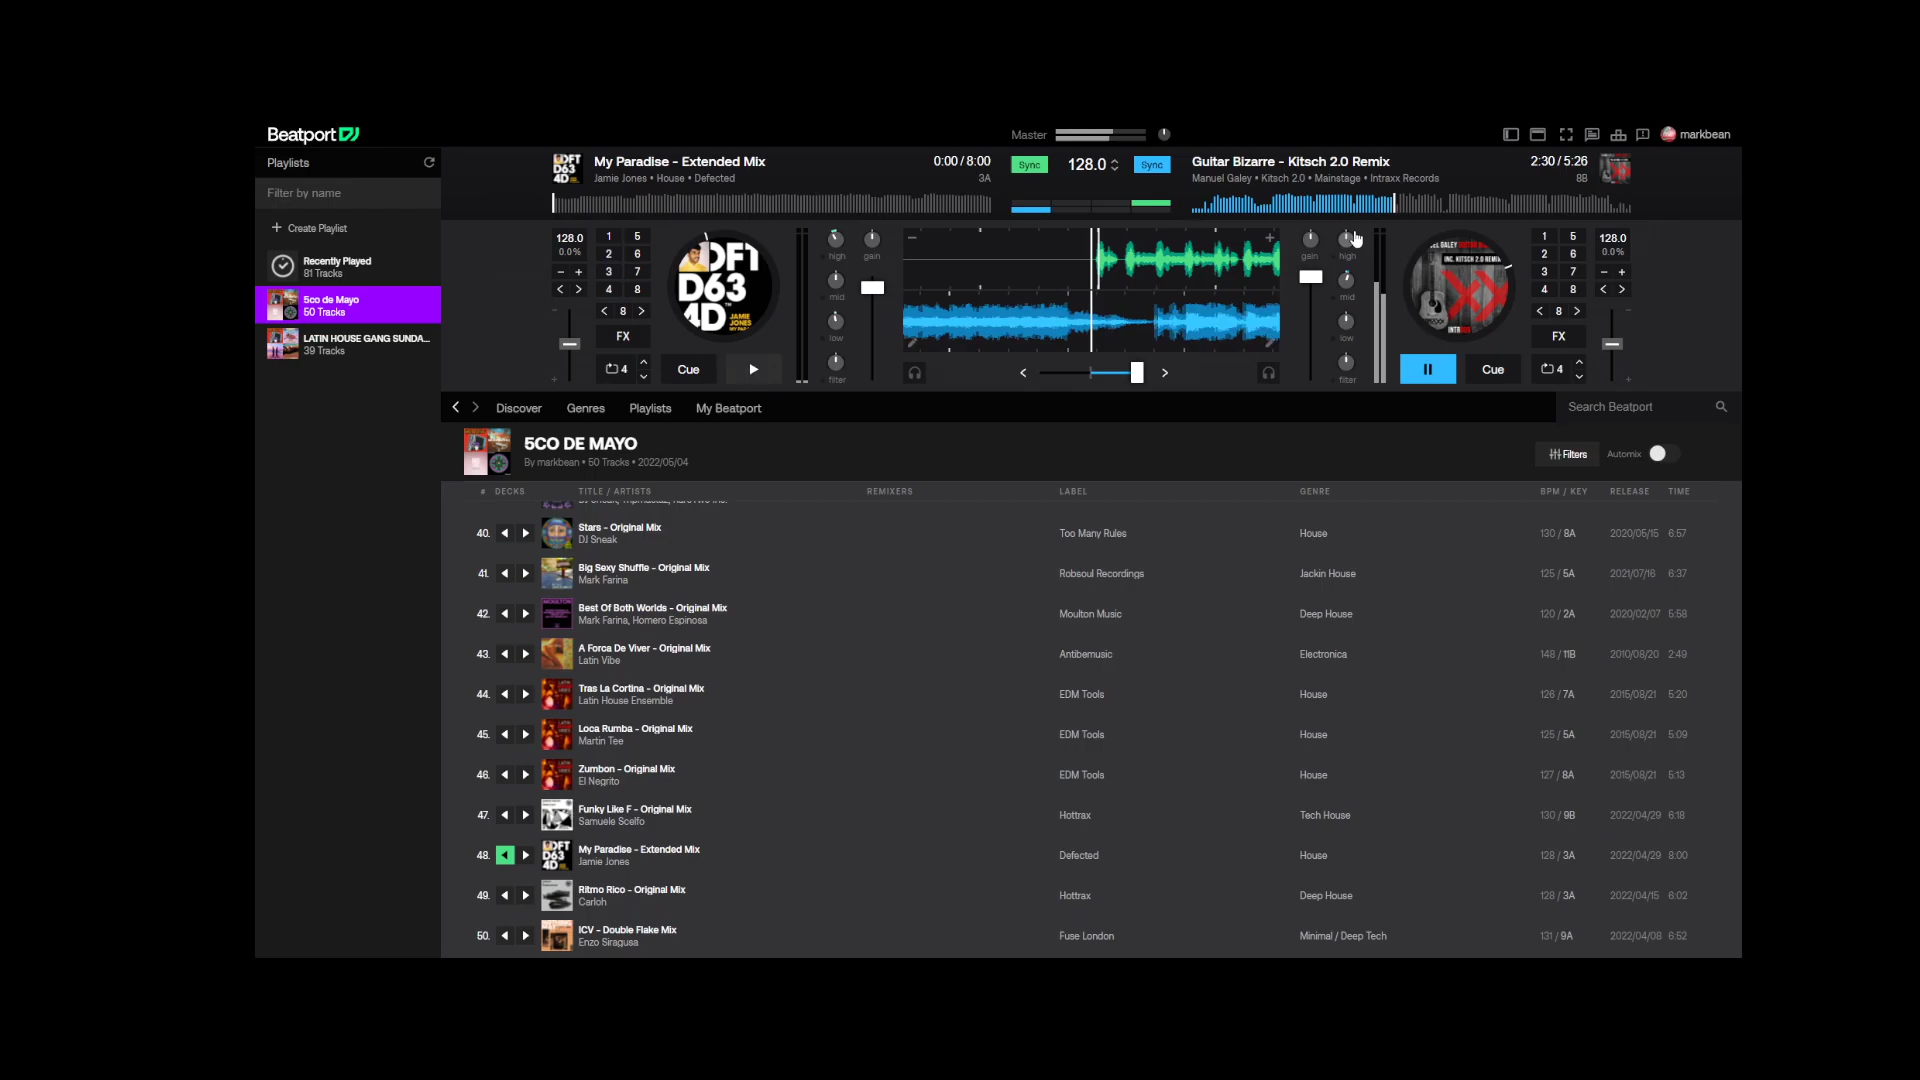 Beatport DJ
Master
markbean
Playlists
Filter by name
Create Playlist
Recently Played
81 Tracks
5co de Mayo
50 Tracks
LATIN HOUSE GANG SUNDA...
39 Tracks
My Paradise - Extended Mix
0:00 / 8:00
Jamie Jones • House • Defected
3A
Sync
128.0
Sync
Guitar Bizarre - Kitsch 2.0 Remix
2:30 / 5:26
Manuel Galey • Kitsch 2.0 • Mainstage • Intraxx Records
8B
128.0
0.0%
1 5
2 6
3 7
4 8
< 8 >
FX
4
Cue
DFT
D63
4D
JAMIE
JONES
high
gain
mid
low
filter
gain
high
mid
low
filter
INC. KITSCH 2.0 REMIX
Cue
1 5
2 6
3 7
4 8
< 8 >
FX
4
128.0
0.0%
Discover Genres Playlists My Beatport
Search Beatport
5CO DE MAYO
By markbean • 50 Tracks • 2022/05/04
Filters
Automix
# DECKS TITLE / ARTISTS REMIXERS LABEL GENRE BPM / KEY RELEASE TIME
40. Stars - Original Mix Too Many Rules House 130 / 8A 2020/05/15 6:57
DJ Sneak
41. Big Sexy Shuffle - Original Mix Robsoul Recordings Jackin House 125 / 5A 2021/07/16 6:37
Mark Farina
42. Best Of Both Worlds - Original Mix Moulton Music Deep House 120 / 2A 2020/02/07 5:58
Mark Farina, Homero Espinosa
43. A Forca De Viver - Original Mix Antibemusic Electronica 148 / 11B 2010/08/20 2:49
Latin Vibe
44. Tras La Cortina - Original Mix EDM Tools House 126 / 7A 2015/08/21 5:20
Latin House Ensemble
45. Loca Rumba - Original Mix EDM Tools House 125 / 5A 2015/08/21 5:09
Martin Tee
46. Zumbon - Original Mix EDM Tools House 127 / 8A 2015/08/21 5:13
El Negrito
47. Funky Like F - Original Mix Hottrax Tech House 130 / 9B 2022/04/29 6:18
Samuele Scelfo
48. My Paradise - Extended Mix Defected House 128 / 3A 2022/04/29 8:00
Jamie Jones
49. Ritmo Rico - Original Mix Hottrax Deep House 128 / 3A 2022/04/15 6:02
Carloh
50. ICV - Double Flake Mix Fuse London Minimal / Deep Tech 131 / 9A 2022/04/08 6:52
Enzo Siragusa